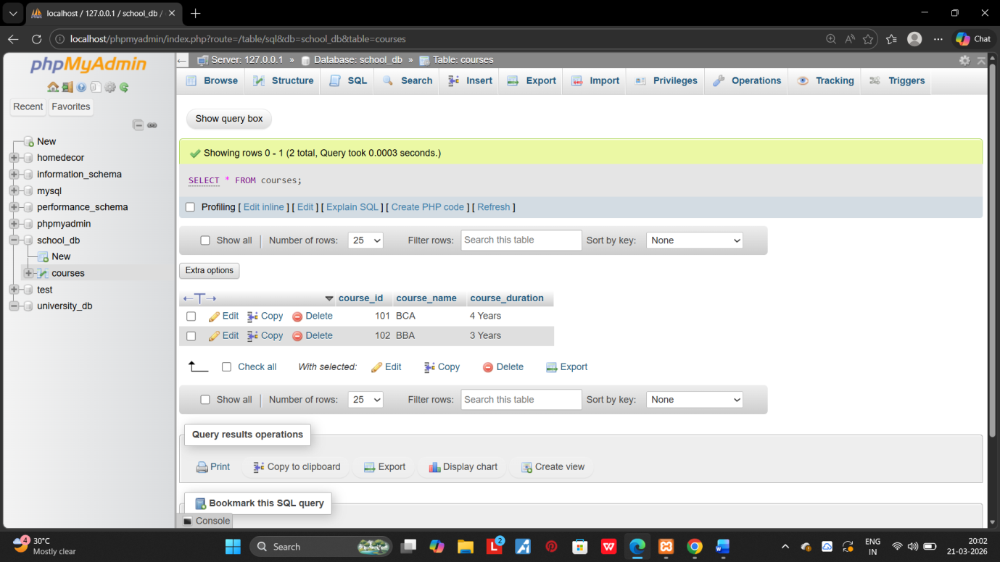 localhost / 127.0.0.1 / school_db /
localhost/phpmyadmin/index.php?route=/table/sql&db=school_db&table=courses
Chat
phpMyAdmin
Recent Favorites
New
homedecor
information_schema
mysql
performance_schema
phpmyadmin
school_db
New
courses
test
university_db
Server: 127.0.0.1 » Database: school_db » Table: courses
Browse Structure SQL Search Insert Export Import Privileges Operations Tracking Triggers
Show query box
Showing rows 0 - 1 (2 total, Query took 0.0003 seconds.)
SELECT * FROM courses;
Profiling [ Edit inline ] [ Edit ] [ Explain SQL ] [ Create PHP code ] [ Refresh ]
Show all | Number of rows: 25 Filter rows: Search this table Sort by key: None
Extra options
←T→ course_id course_name course_duration
Edit Copy Delete 101 BCA 4 Years
Edit Copy Delete 102 BBA 3 Years
Check all With selected: Edit Copy Delete Export
Show all | Number of rows: 25 Filter rows: Search this table Sort by key: None
Query results operations
Print Copy to clipboard Export Display chart Create view
Bookmark this SQL query
Console
4
30°C
Mostly clear
Search
L 2
W
W
ENG
IN
20:02
21-03-2026